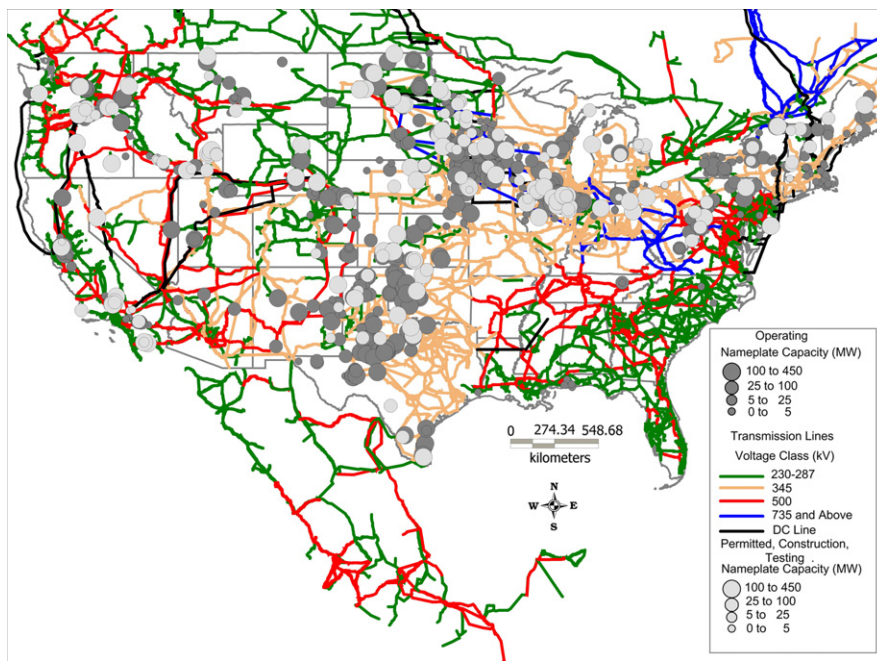 Operating
Nameplate Capacity (MW)
100 to 450
25 to 100
5 to 25
0 to 5
Transmission Lines
Voltage Class (kV)
230-287
345
500
735 and Above
DC Line
Permitted, Construction,
Testing .
Nameplate Capacity (MW)
100 to 450
25 to 100
5 to 25
0 to 5
0 274.34 548.68
kilometers
N
W E
S